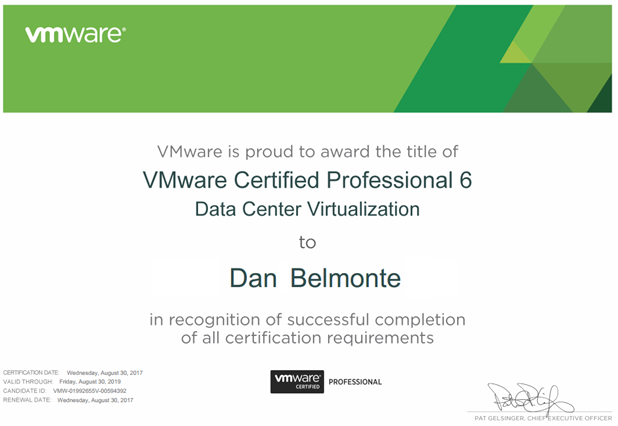 vmware®
VMware is proud to award the title of
VMware Certified Professional 6
Data Center Virtualization
to
Dan Belmonte
in recognition of successful completion
of all certification requirements
CERTIFICATION DATE: Wednesday, August 30, 2017
VALID THROUGH: Friday, August 30, 2019
CANDIDATE ID: VMW-01992655V-00594392
RENEWAL DATE: Wednesday, August 30, 2017
vmware®
CERTIFIED
PROFESSIONAL
PAT GELSINGER, CHIEF EXECUTIVE OFFICER